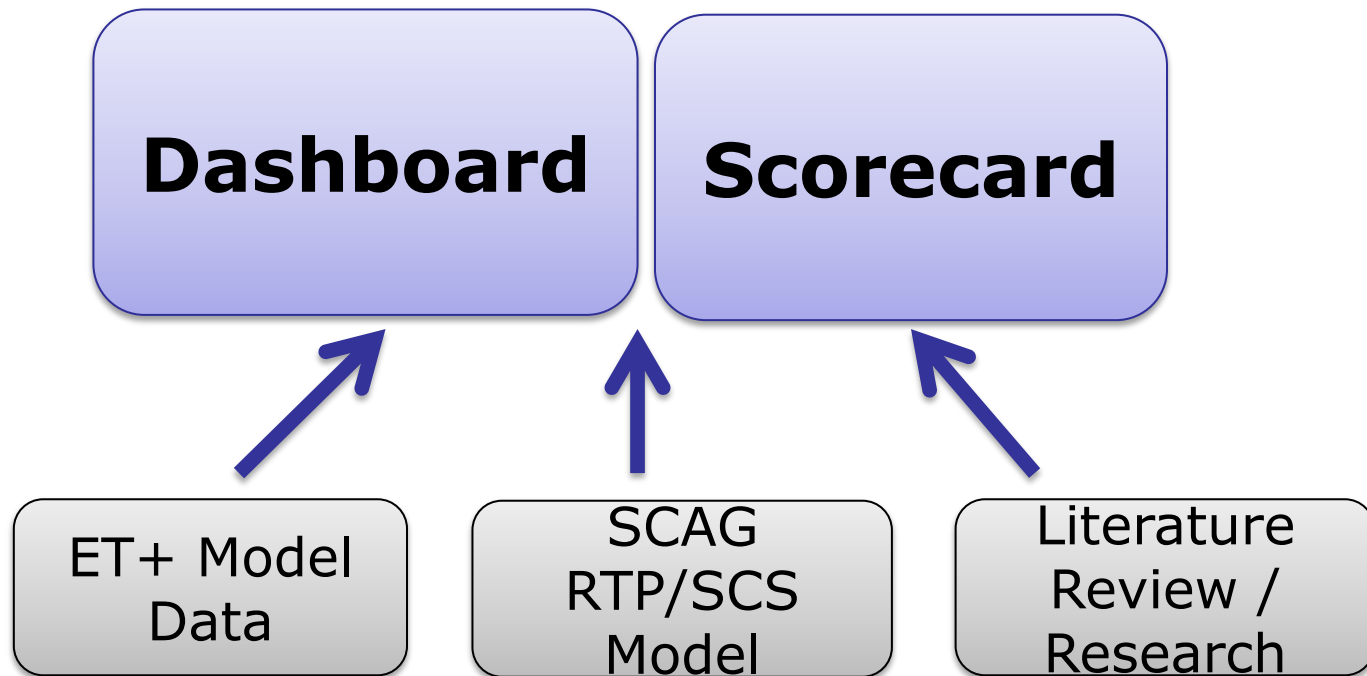 Dashboard
Scorecard
ET+ Model
Data
SCAG
RTP/SCS
Model
Literature
Review /
Research